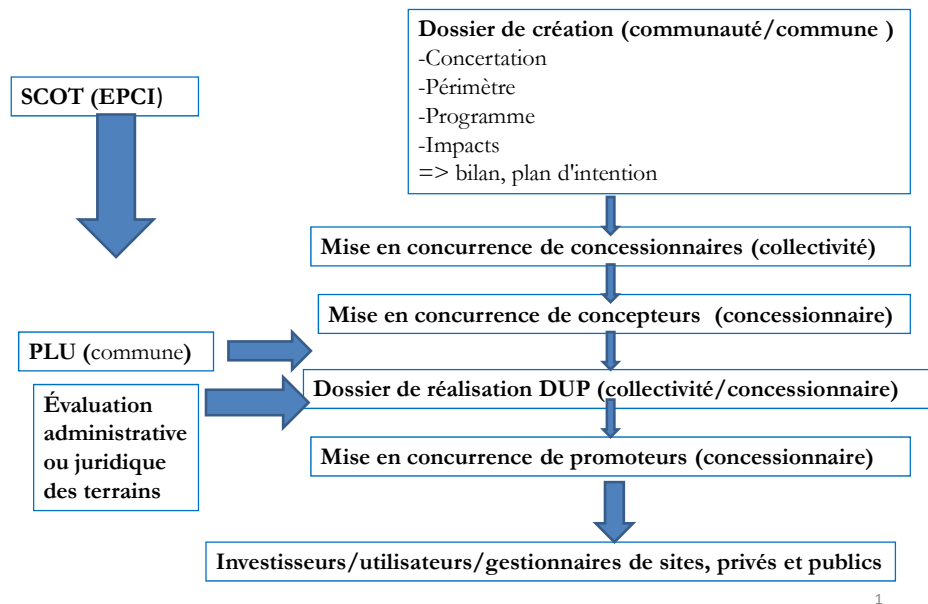 Dossier de création (communauté/commune )
-Concertation
-Périmètre
-Programme
-Impacts
=> bilan, plan d'intention
SCOT (EPCI)
Mise en concurrence de concessionnaires (collectivité)
Mise en concurrence de concepteurs (concessionnaire)
PLU (commune)
Dossier de réalisation DUP (collectivité/concessionnaire)
Évaluation
administrative
ou juridique
des terrains
Mise en concurrence de promoteurs (concessionnaire)
Investisseurs/utilisateurs/gestionnaires de sites, privés et publics
1